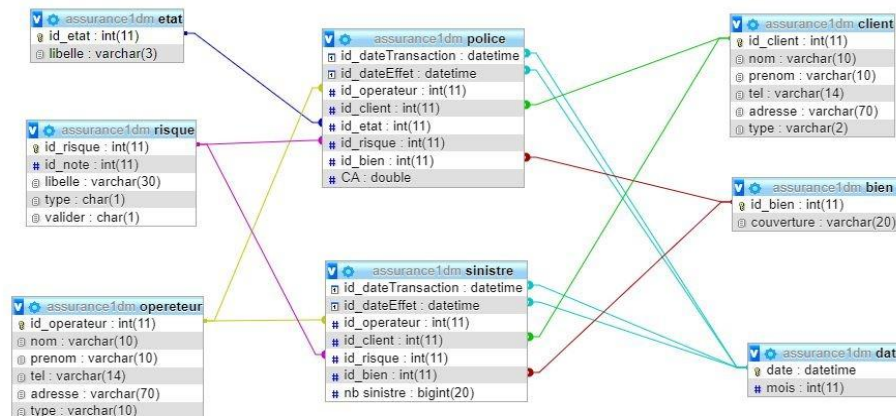 assurance1dm etat
id_etat : int(11)
libelle : varchar(3)
assurance1dm risque
id_risque : int(11)
id_note : int(11)
libelle : varchar(30)
type : char(1)
valider : char(1)
assurance1dm opereteur
id_operateur : int(11)
nom : varchar(10)
prenom : varchar(10)
tel : varchar(14)
adresse : varchar(70)
type : varchar(10)
assurance1dm police
id_dateTransaction : datetime
id_dateEffet : datetime
id_operateur : int(11)
id_client : int(11)
id_etat : int(11)
id_risque : int(11)
id_bien : int(11)
CA : double
assurance1dm sinistre
id_dateTransaction : datetime
id_dateEffet : datetime
id_operateur : int(11)
id_client : int(11)
id_risque : int(11)
id_bien : int(11)
nb sinistre : bigint(20)
assurance1dm client
id_client : int(11)
nom : varchar(10)
prenom : varchar(10)
tel : varchar(14)
adresse : varchar(70)
type : varchar(2)
assurance1dm bien
id_bien : int(11)
couverture : varchar(20)
assurance1dm dat
date : datetime
mois : int(11)